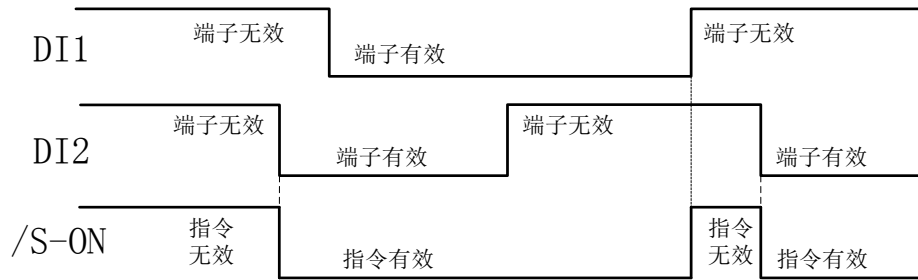 DI1 端子无效 端子有效 端子无效
DI2 端子无效 端子有效 端子无效 端子有效
/S-ON 指令无效 指令有效 指令无效 指令有效